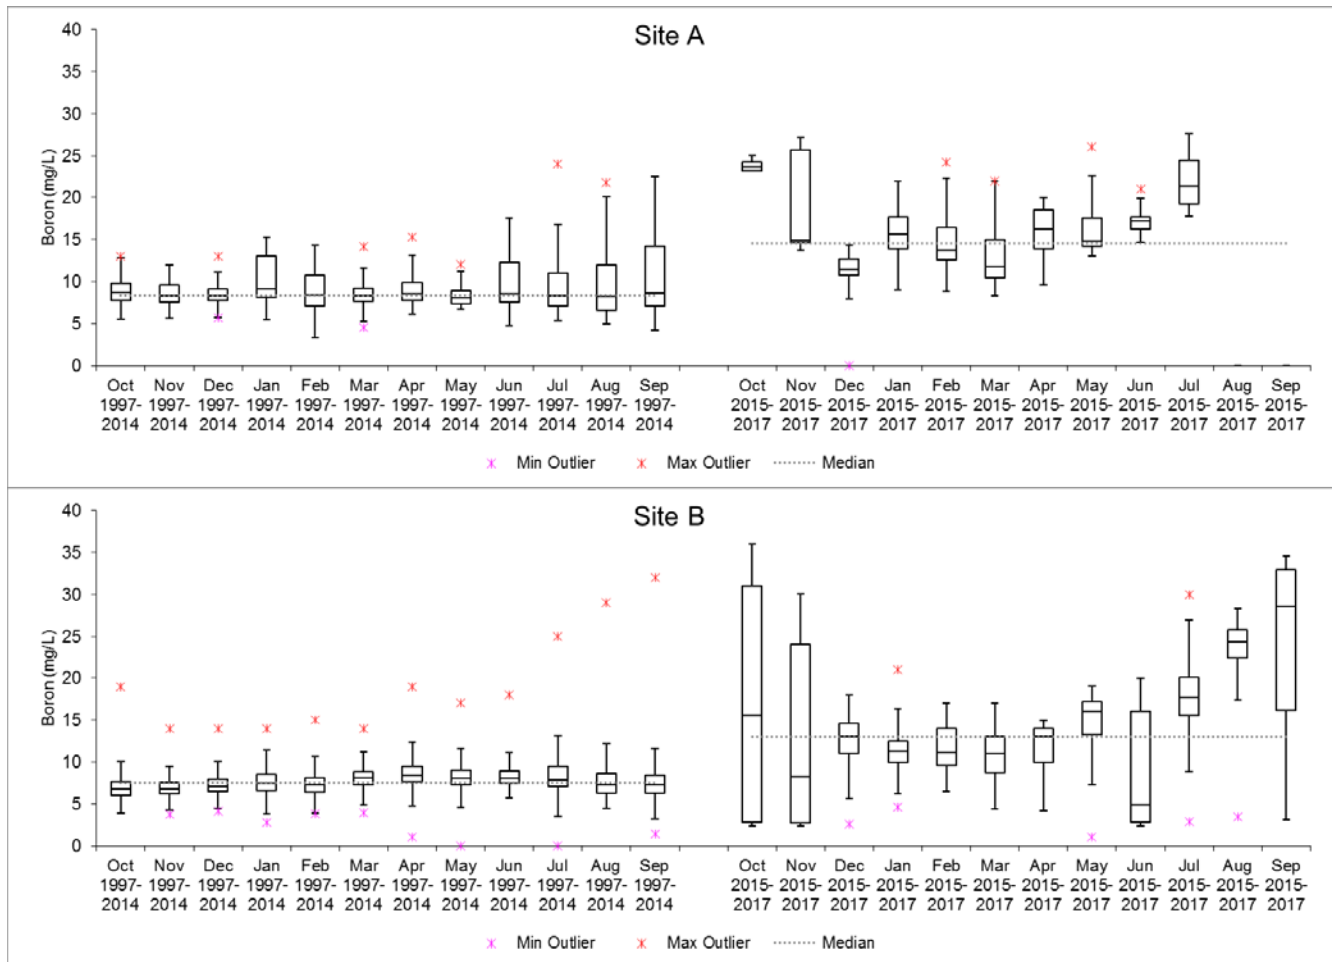 Site A
Boron (mg/L)
40
35
30
25
20
15
10
5
0
Oct Nov Dec Jan Feb Mar Apr May Jun Jul Aug Sep Oct Nov Dec Jan Feb Mar Apr May Jun Jul Aug Sep
1997- 1997- 1997- 1997- 1997- 1997- 1997- 1997- 1997- 1997- 1997- 1997- 2015- 2015- 2015- 2015- 2015- 2015- 2015- 2015- 2015- 2015- 2015- 2015-
2014 2014 2014 2014 2014 2014 2014 2014 2014 2014 2014 2014 2017 2017 2017 2017 2017 2017 2017 2017 2017 2017 2017 2017
Min Outlier Max Outlier Median
Site B
Boron (mg/L)
40
35
30
25
20
15
10
5
0
Oct Nov Dec Jan Feb Mar Apr May Jun Jul Aug Sep Oct Nov Dec Jan Feb Mar Apr May Jun Jul Aug Sep
1997- 1997- 1997- 1997- 1997- 1997- 1997- 1997- 1997- 1997- 1997- 1997- 2015- 2015- 2015- 2015- 2015- 2015- 2015- 2015- 2015- 2015- 2015- 2015-
2014 2014 2014 2014 2014 2014 2014 2014 2014 2014 2014 2014 2017 2017 2017 2017 2017 2017 2017 2017 2017 2017 2017 2017
Min Outlier Max Outlier Median